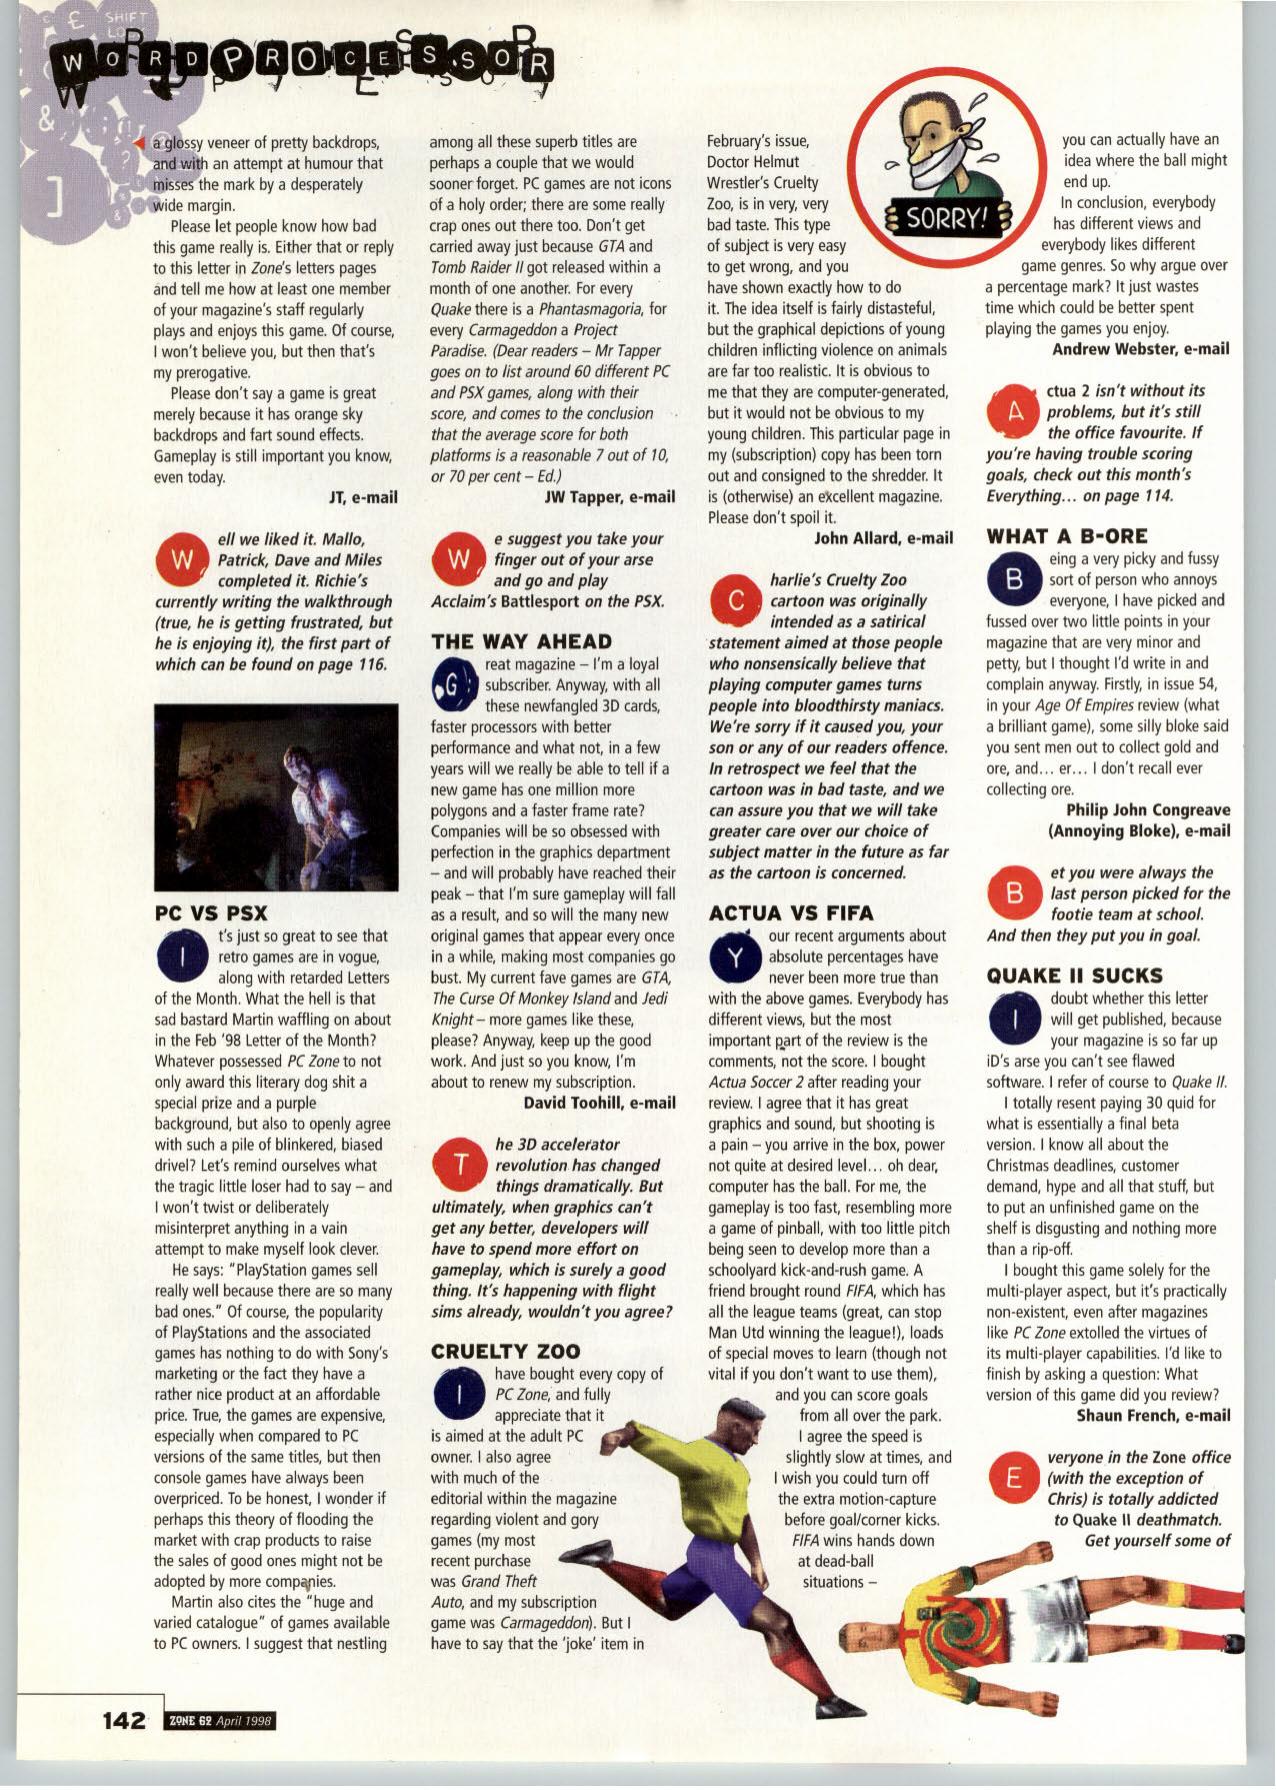 SHIFT
WORDPROCESSOR
a glossy veneer of pretty backdrops,
and with an attempt at humour that
misses the mark by a desperately
wide margin.
Please let people know how bad
this game really is. Either that or reply
to this letter in Zone's letters pages
and tell me how at least one member
of your magazine's staff regularly
plays and enjoys this game. Of course,
I won't believe you, but then that's
my prerogative.
Please don't say a game is great
merely because it has orange sky
backdrops and fart sound effects.
Gameplay is still important you know,
even today.
JT, e-mail
Well we liked it. Mallo,
Patrick, Dave and Miles
completed it. Richie's
currently writing the walkthrough
(true, he is getting frustrated, but
he is enjoying it), the first part of
which can be found on page 116.
PC VS PSX
It's just so great to see that
retro games are in vogue,
along with retarded Letters
of the Month. What the hell is that
sad bastard Martin waffling on about
in the Feb '98 Letter of the Month?
Whatever possessed PC Zone to not
only award this literary dog shit a
special prize and a purple
background, but also to openly agree
with such a pile of blinkered, biased
drivel? Let's remind ourselves what
the tragic little loser had to say – and
I won't twist or deliberately
misinterpret anything in a vain
attempt to make myself look clever.
He says: "PlayStation games sell
really well because there are so many
bad ones." Of course, the popularity
of PlayStations and the associated
games has nothing to do with Sony's
marketing or the fact they have a
rather nice product at an affordable
price. True, the games are expensive,
especially when compared to PC
versions of the same titles, but then
console games have always been
overpriced. To be honest, I wonder if
perhaps this theory of flooding the
market with crap products to raise
the sales of good ones might not be
adopted by more companies.
Martin also cites the "huge and
varied catalogue" of games available
to PC owners. I suggest that nestling
among all these superb titles are
perhaps a couple that we would
sooner forget. PC games are not icons
of a holy order; there are some really
crap ones out there too. Don't get
carried away just because GTA and
Tomb Raider II got released within a
month of one another. For every
Quake there is a Phantasmagoria, for
every Carmageddon a Project
Paradise. (Dear readers – Mr Tapper
goes on to list around 60 different PC
and PSX games, along with their
score, and comes to the conclusion
that the average score for both
platforms is a reasonable 7 out of 10,
or 70 per cent – Ed.)
JW Tapper, e-mail
We suggest you take your
finger out of your arse
and go and play
Acclaim's Battlesport on the PSX.
THE WAY AHEAD
Great magazine – I'm a loyal
subscriber. Anyway, with all
these newfangled 3D cards,
faster processors with better
performance and what not, in a few
years will we really be able to tell if a
new game has one million more
polygons and a faster frame rate?
Companies will be so obsessed with
perfection in the graphics department
– and will probably have reached their
peak – that I'm sure gameplay will fall
as a result, and so will the many new
original games that appear every once
in a while, making most companies go
bust. My current fave games are GTA,
The Curse Of Monkey Island and Jedi
Knight – more games like these,
please? Anyway, keep up the good
work. And just so you know, I'm
about to renew my subscription.
David Toohill, e-mail
The 3D accelerator
revolution has changed
things dramatically. But
ultimately, when graphics can't
get any better, developers will
have to spend more effort on
gameplay, which is surely a good
thing. It's happening with flight
sims already, wouldn't you agree?
CRUELTY ZOO
I have bought every copy of
PC Zone, and fully
appreciate that it
is aimed at the adult PC
owner. I also agree
with much of the
editorial within the magazine
regarding violent and gory
games (my most
recent purchase
was Grand Theft
Auto, and my subscription
game was Carmageddon). But I
have to say that the 'joke' item in
February's issue,
Doctor Helmut
Wrestler's Cruelty
Zoo, is in very, very
bad taste. This type
of subject is very easy
to get wrong, and you
have shown exactly how to do
it. The idea itself is fairly distasteful,
but the graphical depictions of young
children inflicting violence on animals
are far too realistic. It is obvious to
me that they are computer-generated,
but it would not be obvious to my
young children. This particular page in
my (subscription) copy has been torn
out and consigned to the shredder. It
is (otherwise) an excellent magazine.
Please don't spoil it.
John Allard, e-mail
Charlie's Cruelty Zoo
cartoon was originally
intended as a satirical
statement aimed at those people
who nonsensically believe that
playing computer games turns
people into bloodthirsty maniacs.
We're sorry if it caused you, your
son or any of our readers offence.
In retrospect we feel that the
cartoon was in bad taste, and we
can assure you that we will take
greater care over our choice of
subject matter in the future as far
as the cartoon is concerned.
ACTUA VS FIFA
Your recent arguments about
absolute percentages have
never been more true than
with the above games. Everybody has
different views, but the most
important part of the review is the
comments, not the score. I bought
Actua Soccer 2 after reading your
review. I agree that it has great
graphics and sound, but shooting is
a pain – you arrive in the box, power
not quite at desired level... oh dear,
computer has the ball. For me, the
gameplay is too fast, resembling more
a game of pinball, with too little pitch
being seen to develop more than a
schoolyard kick-and-rush game. A
friend brought round FIFA, which has
all the league teams (great, can stop
Man Utd winning the league!), loads
of special moves to learn (though not
vital if you don't want to use them),
and you can score goals
from all over the park.
I agree the speed is
slightly slow at times, and
I wish you could turn off
the extra motion-capture
before goal/corner kicks.
FIFA wins hands down
at dead-ball
situations –
SORRY!
you can actually have an
idea where the ball might
end up.
In conclusion, everybody
has different views and
everybody likes different
game genres. So why argue over
a percentage mark? It just wastes
time which could be better spent
playing the games you enjoy.
Andrew Webster, e-mail
Actua 2 isn't without its
problems, but it's still
the office favourite. If
you're having trouble scoring
goals, check out this month's
Everything... on page 114.
WHAT A B-ORE
Being a very picky and fussy
sort of person who annoys
everyone, I have picked and
fussed over two little points in your
magazine that are very minor and
petty, but I thought I'd write in and
complain anyway. Firstly, in issue 54,
in your Age Of Empires review (what
a brilliant game), some silly bloke said
you sent men out to collect gold and
ore, and... er... I don't recall ever
collecting ore.
Philip John Congreave
(Annoying Bloke), e-mail
Bet you were always the
last person picked for the
footie team at school.
And then they put you in goal.
QUAKE II SUCKS
I doubt whether this letter
will get published, because
your magazine is so far up
iD's arse you can't see flawed
software. I refer of course to Quake II.
I totally resent paying 30 quid for
what is essentially a final beta
version. I know all about the
Christmas deadlines, customer
demand, hype and all that stuff, but
to put an unfinished game on the
shelf is disgusting and nothing more
than a rip-off.
I bought this game solely for the
multi-player aspect, but it's practically
non-existent, even after magazines
like PC Zone extolled the virtues of
its multi-player capabilities. I'd like to
finish by asking a question: What
version of this game did you review?
Shaun French, e-mail
Everyone in the Zone office
(with the exception of
Chris) is totally addicted
to Quake II deathmatch.
Get yourself some of
142 ZONE 62 April 1998